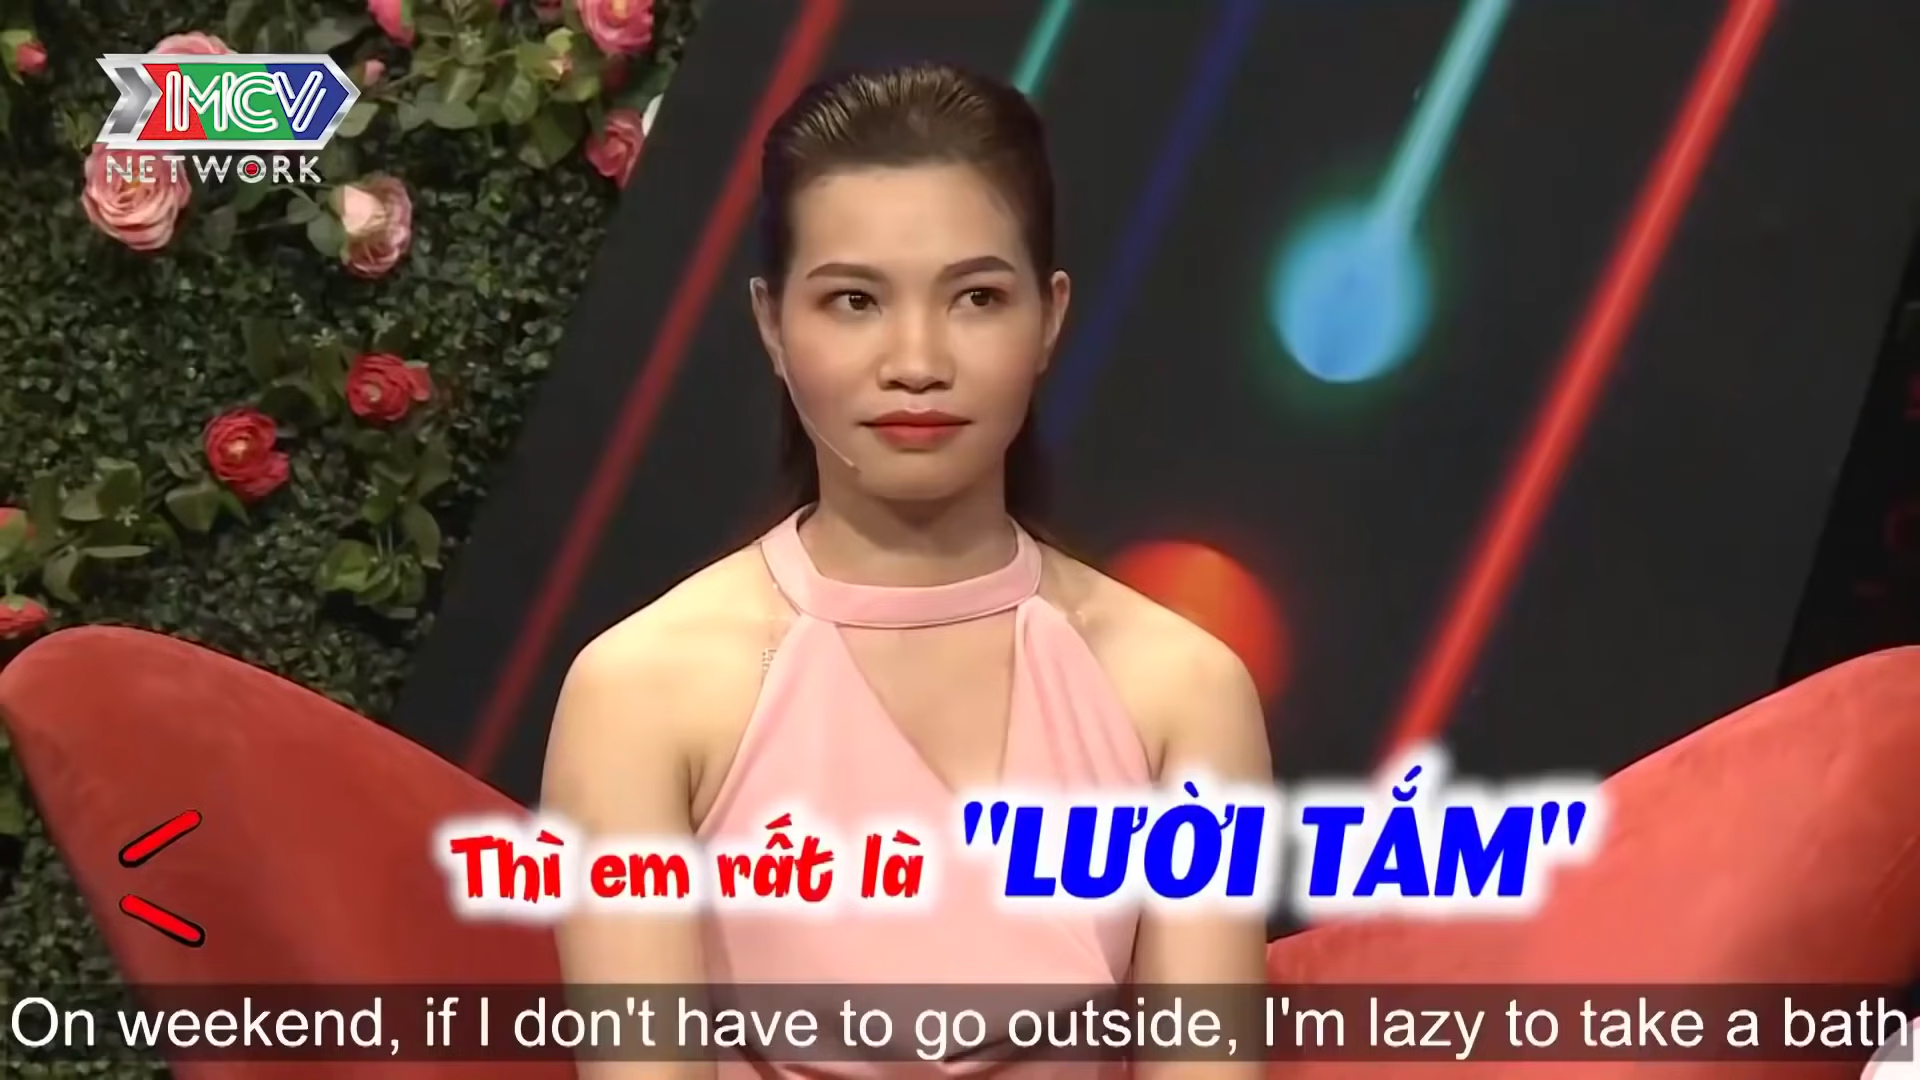 MCV
NETWORK
Thì em rất là "LƯỜI TẮM"
On weekend, if I don't have to go outside, I'm lazy to take a bath